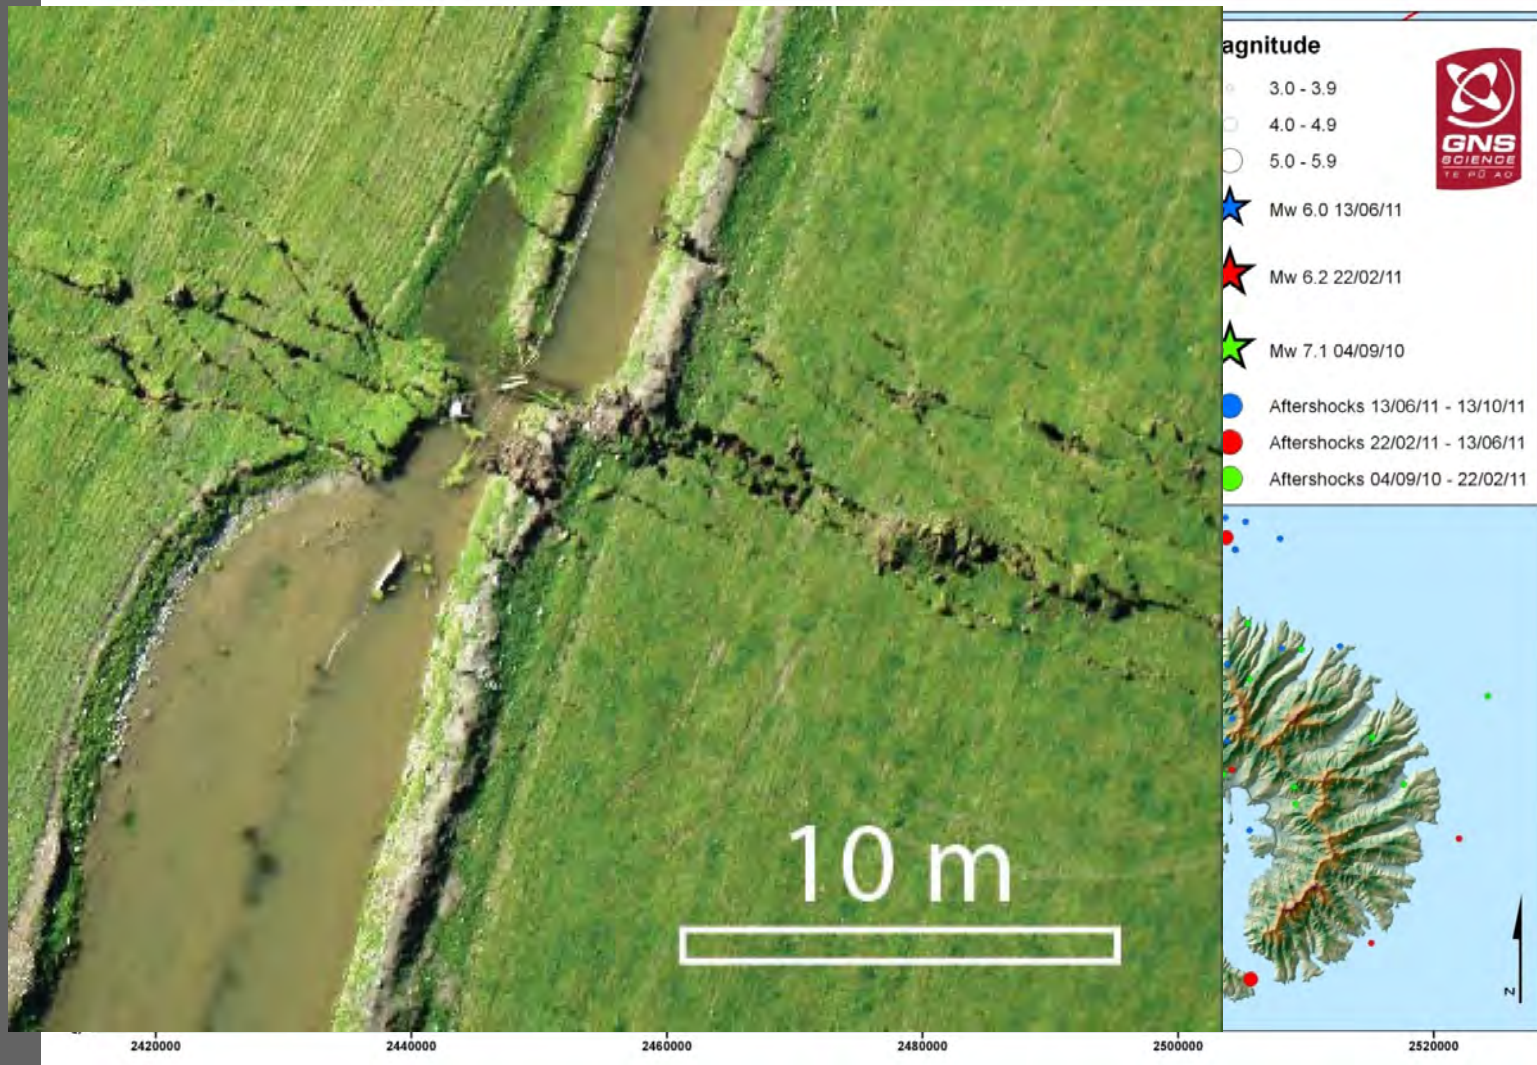 agnitude
3.0 - 3.9
4.0 - 4.9
5.0 - 5.9
GNS
SCIENCE
TE PŪ AO
Mw 6.0 13/06/11
Mw 6.2 22/02/11
Mw 7.1 04/09/10
Aftershocks 13/06/11 - 13/10/11
Aftershocks 22/02/11 - 13/06/11
Aftershocks 04/09/10 - 22/02/11
10 m
N
2420000 2440000 2460000 2480000 2500000 2520000